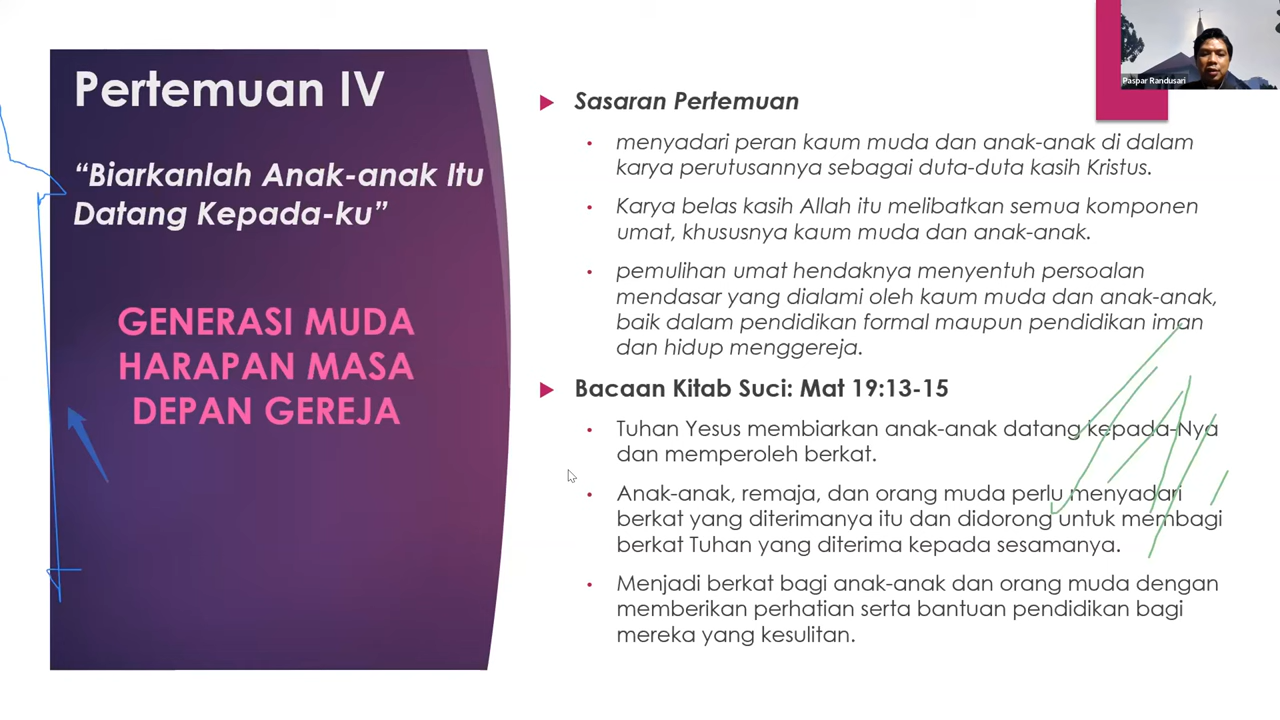 Pertemuan IV
“Biarkanlah Anak-anak Itu
Datang Kepada-ku”
GENERASI MUDA
HARAPAN MASA
DEPAN GEREJA
Sasaran Pertemuan
menyadari peran kaum muda dan anak-anak di dalam
karya perutusannya sebagai duta-duta kasih Kristus.
Karya belas kasih Allah itu melibatkan semua komponen
umat, khususnya kaum muda dan anak-anak.
pemulihan umat hendaknya menyentuh persoalan
mendasar yang dialami oleh kaum muda dan anak-anak,
baik dalam pendidikan formal maupun pendidikan iman
dan hidup menggereja.
Bacaan Kitab Suci: Mat 19:13-15
Tuhan Yesus membiarkan anak-anak datang kepada-Nya
dan memperoleh berkat.
Anak-anak, remaja, dan orang muda perlu menyadari
berkat yang diterimanya itu dan didorong untuk membagi
berkat Tuhan yang diterima kepada sesamanya.
Menjadi berkat bagi anak-anak dan orang muda dengan
memberikan perhatian serta bantuan pendidikan bagi
mereka yang kesulitan.
Paspar Randusari